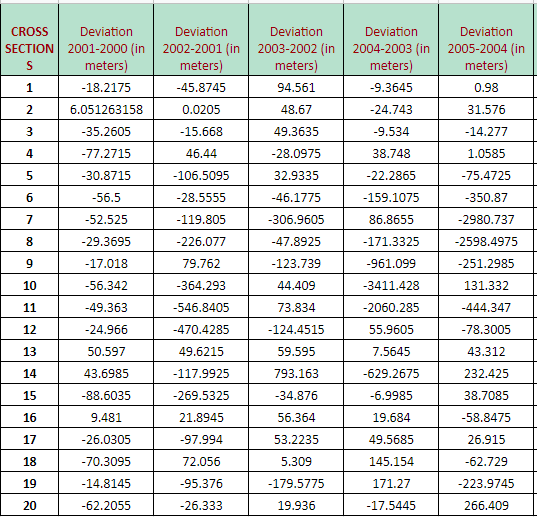 CROSS SECTIONS Deviation 2001-2000 (in meters) Deviation 2002-2001 (in meters) Deviation 2003-2002 (in meters) Deviation 2004-2003 (in meters) Deviation 2005-2004 (in meters)
1 -18.2175 -45.8745 94.561 -9.3645 0.98
2 6.051263158 0.0205 48.67 -24.743 31.576
3 -35.2605 -15.668 49.3635 -9.534 -14.277
4 -77.2715 46.44 -28.0975 38.748 1.0585
5 -30.8715 -106.5095 32.9335 -22.2865 -75.4725
6 -56.5 -28.5555 -46.1775 -159.1075 -350.87
7 -52.525 -119.805 -306.9605 86.8655 -2980.737
8 -29.3695 -226.077 -47.8925 -171.3325 -2598.4975
9 -17.018 79.762 -123.739 -961.099 -251.2985
10 -56.342 -364.293 44.409 -3411.428 131.332
11 -49.363 -546.8405 73.834 -2060.285 -444.347
12 -24.966 -470.4285 -124.4515 55.9605 -78.3005
13 50.597 49.6215 59.595 7.5645 43.312
14 43.6985 -117.9925 793.163 -629.2675 232.425
15 -88.6035 -269.5325 -34.876 -6.9985 38.7085
16 9.481 21.8945 56.364 19.684 -58.8475
17 -26.0305 -97.994 53.2235 49.5685 26.915
18 -70.3095 72.056 5.309 145.154 -62.729
19 -14.8145 -95.376 -179.5775 171.27 -223.9745
20 -62.2055 -26.333 19.936 -17.5445 266.409